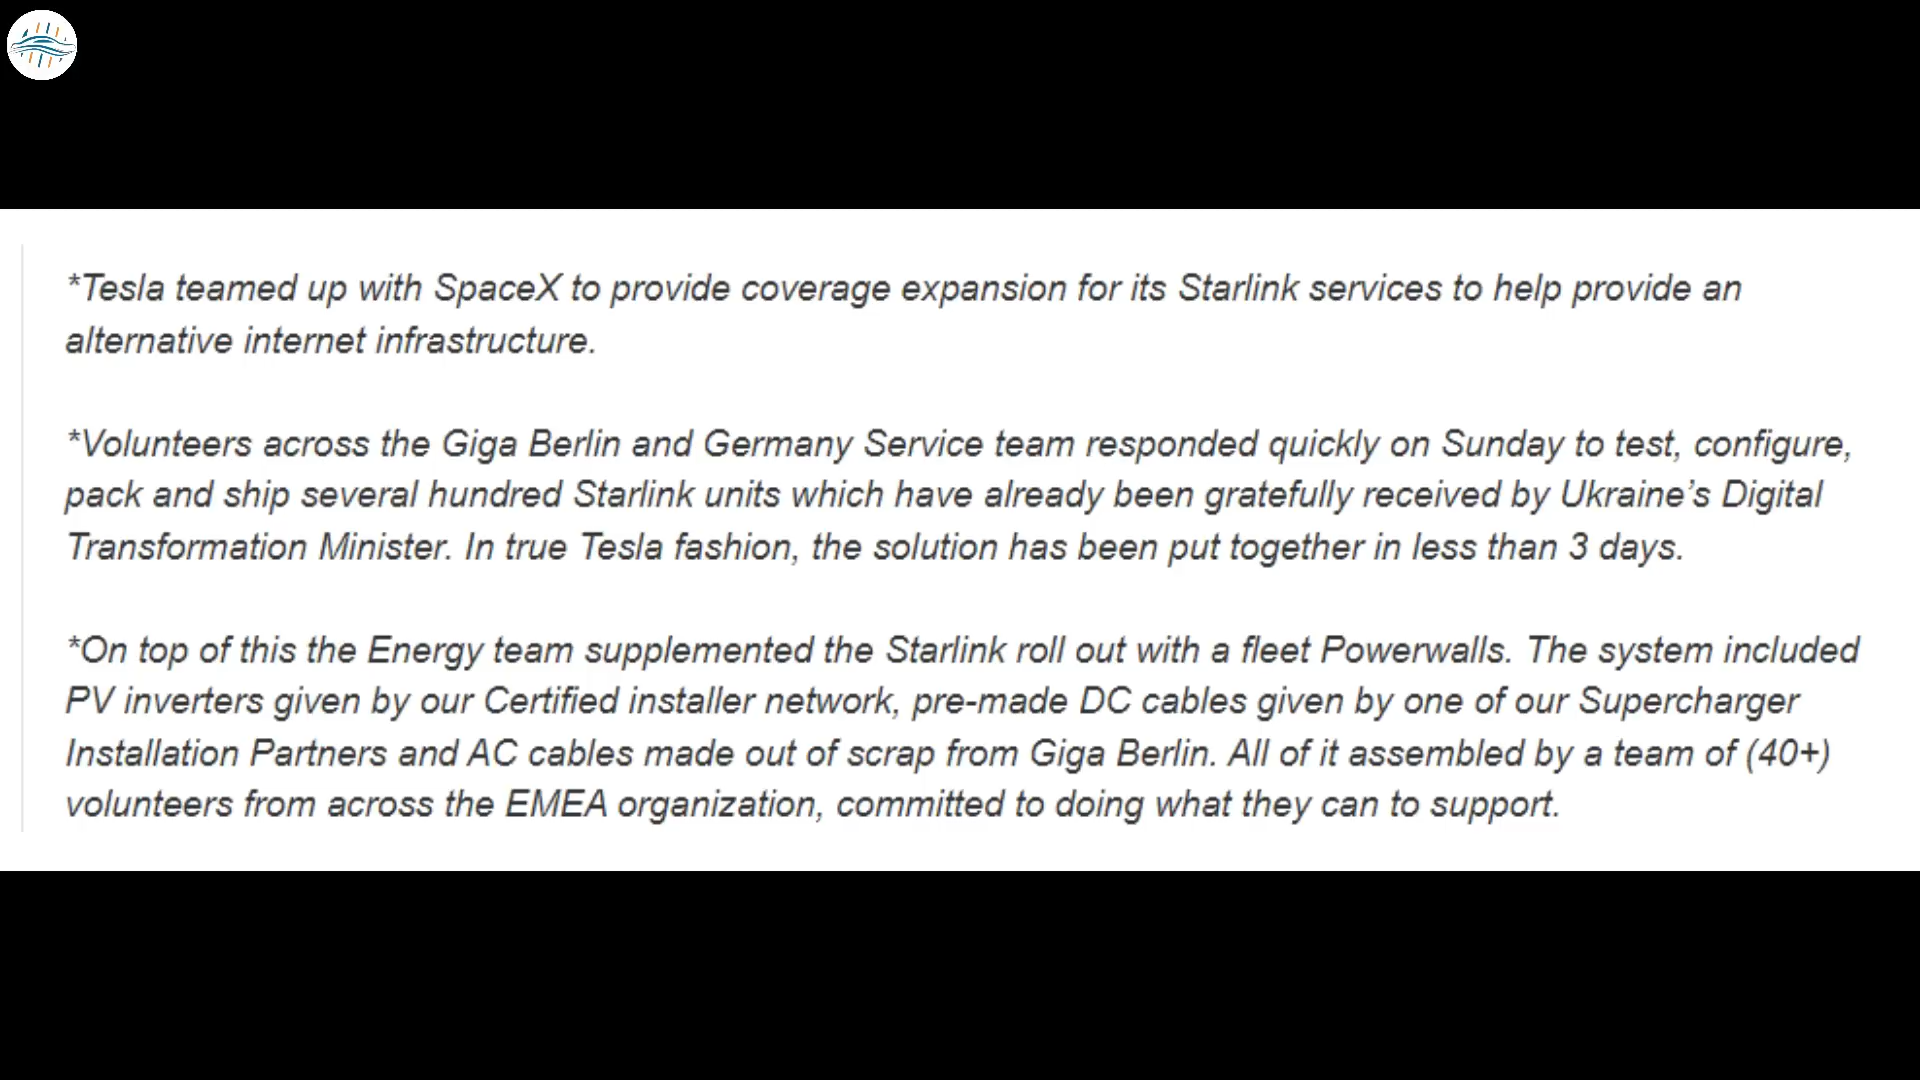 *Tesla teamed up with SpaceX to provide coverage expansion for its Starlink services to help provide an
alternative internet infrastructure.
*Volunteers across the Giga Berlin and Germany Service team responded quickly on Sunday to test, configure,
pack and ship several hundred Starlink units which have already been gratefully received by Ukraine’s Digital
Transformation Minister. In true Tesla fashion, the solution has been put together in less than 3 days.
*On top of this the Energy team supplemented the Starlink roll out with a fleet Powerwalls. The system included
PV inverters given by our Certified installer network, pre-made DC cables given by one of our Supercharger
Installation Partners and AC cables made out of scrap from Giga Berlin. All of it assembled by a team of (40+)
volunteers from across the EMEA organization, committed to doing what they can to support.